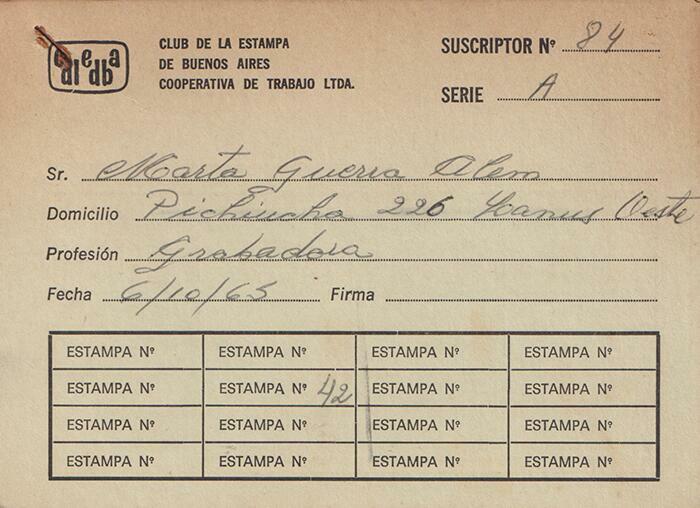 cdledba
CLUB DE LA ESTAMPA
DE BUENOS AIRES
COOPERATIVA DE TRABAJO LTDA.
SUSCRIPTOR Nº 84
SERIE A
Sr. Marta Guerra Alem
Domicilio Pichincha 226 Lanus Oeste
Profesión Grabadora
Fecha 6/10/65 Firma
ESTAMPA Nº ESTAMPA Nº ESTAMPA Nº ESTAMPA Nº
ESTAMPA Nº ESTAMPA Nº 42 ESTAMPA Nº ESTAMPA Nº
ESTAMPA Nº ESTAMPA Nº ESTAMPA Nº ESTAMPA Nº
ESTAMPA Nº ESTAMPA Nº ESTAMPA Nº ESTAMPA Nº